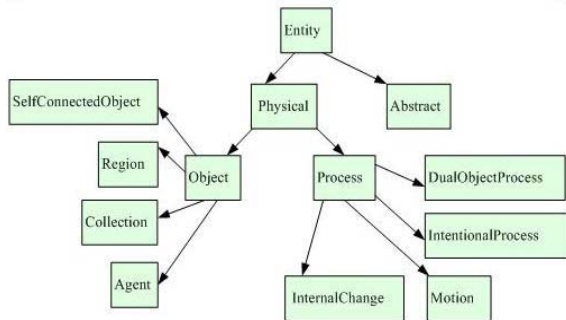 Entity
SelfConnectedObject
Physical
Abstract
Region
Object
Process
DualObjectProcess
Collection
IntentionalProcess
Agent
InternalChange
Motion